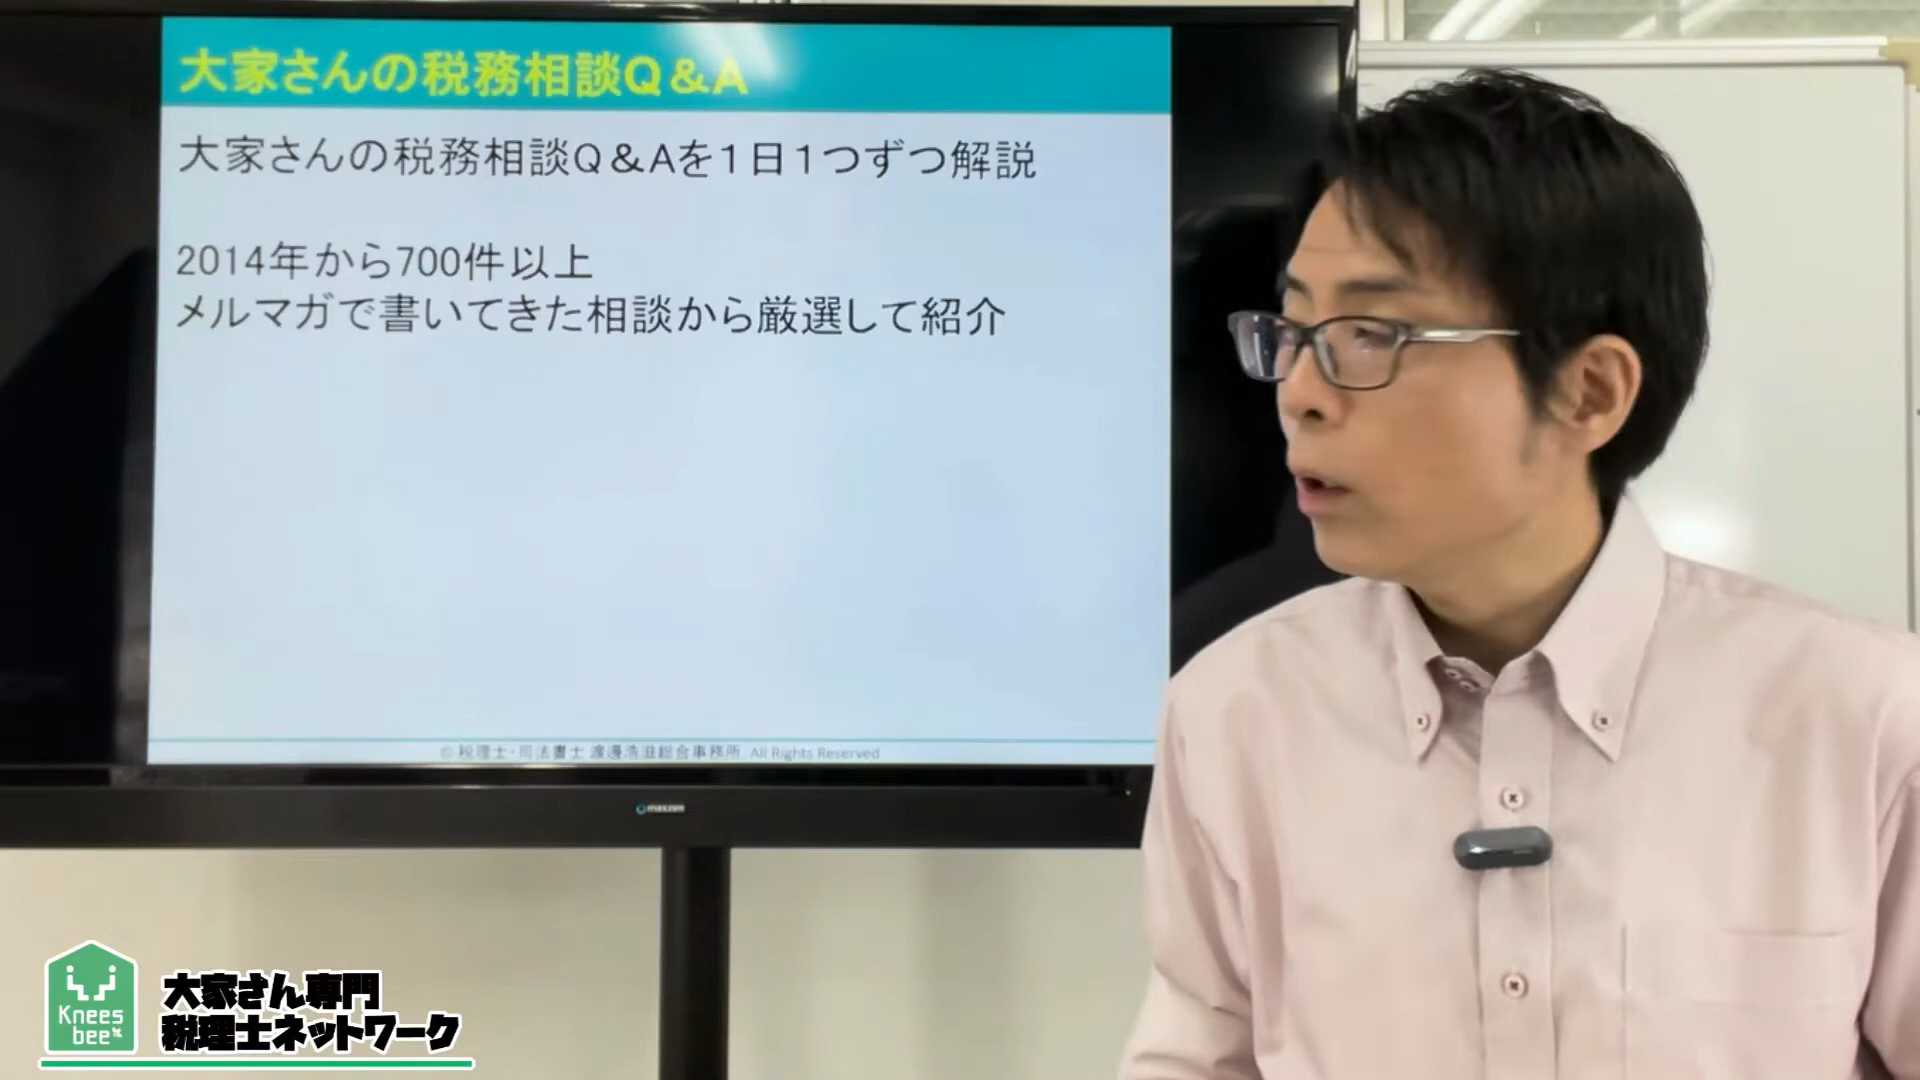 大家さんの税務相談Q&A
大家さんの税務相談Q&Aを1日1つずつ解説
2014年から700件以上
メルマガで書いてきた相談から厳選して紹介
© 税理士・司法書士 渡邊浩滋総合事務所. All Rights Reserved
maxzen
Knees
bee
大家さん専門
税理士ネットワーク